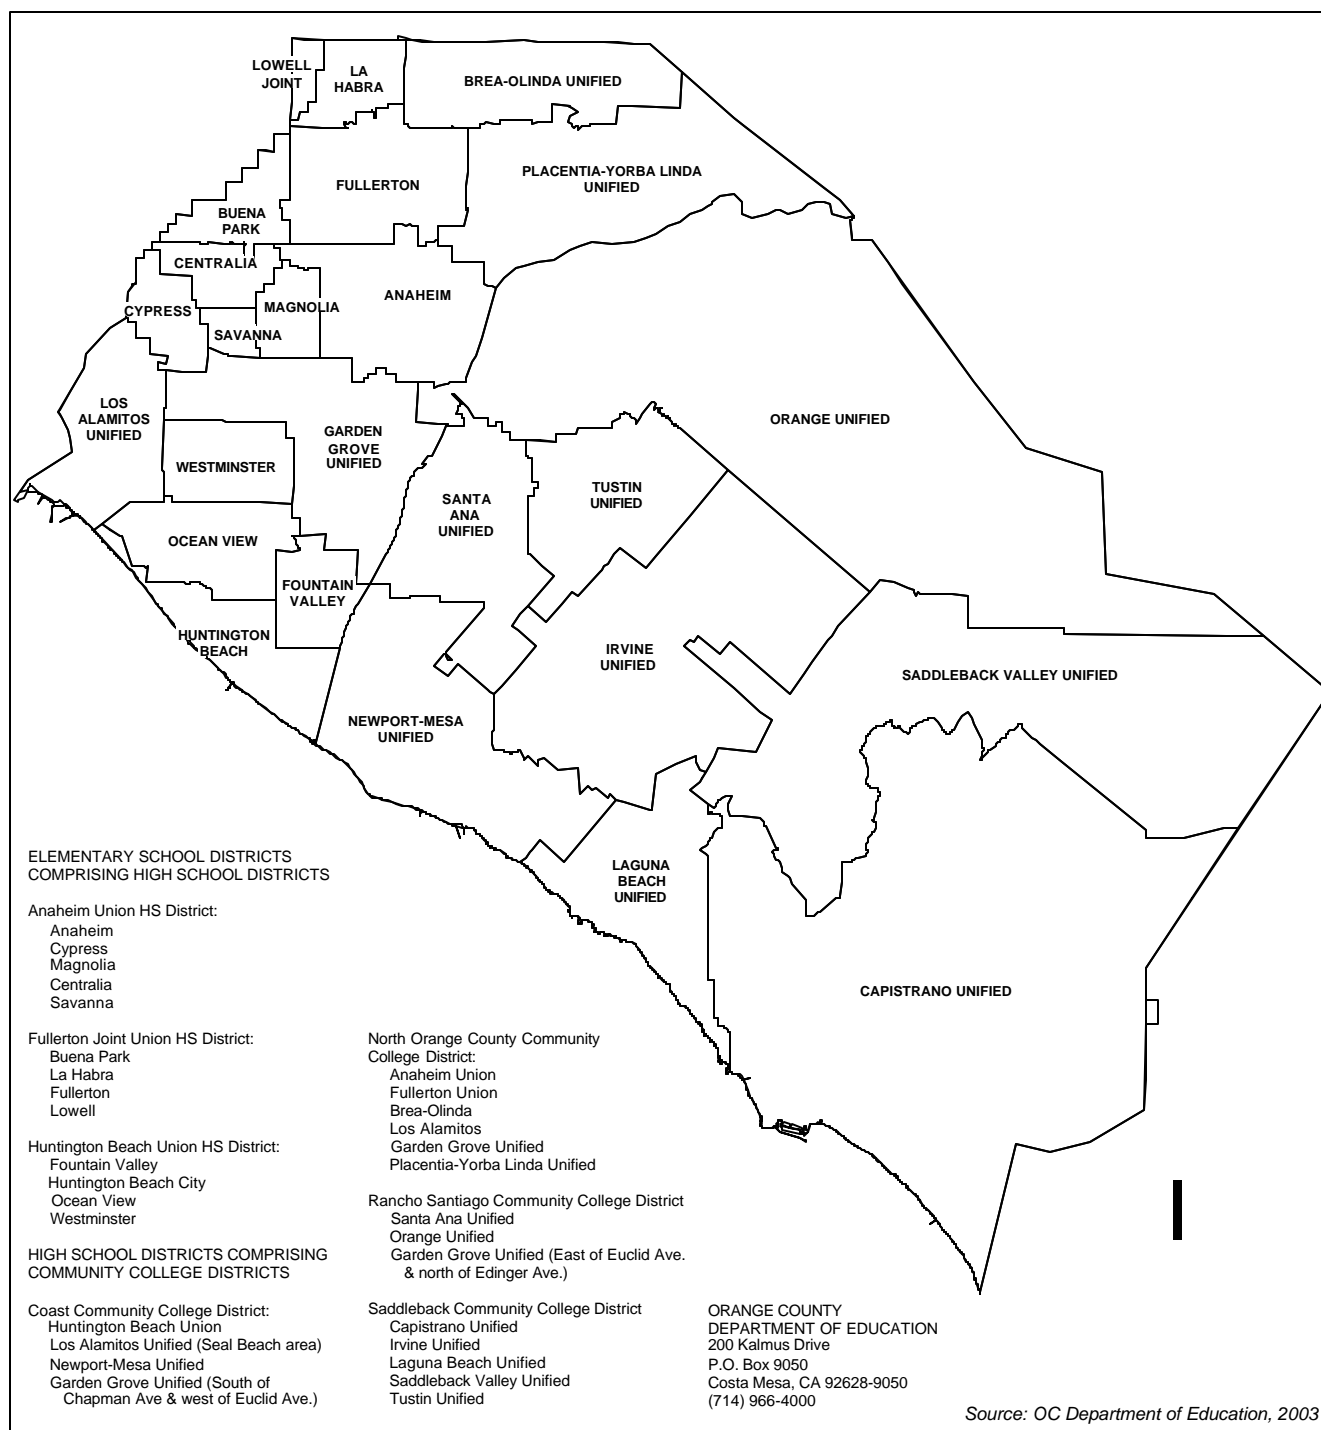 LOWELL
JOINT
LA
HABRA
BREA-OLINDA UNIFIED
PLACENTIA-YORBA LINDA
UNIFIED
FULLERTON
BUENA
PARK
CENTRALIA
ANAHEIM
CYPRESS
MAGNOLIA
SAVANNA
LOS
ALAMITOS
UNIFIED
GARDEN
GROVE
UNIFIED
ORANGE UNIFIED
WESTMINSTER
SANTA
ANA
UNIFIED
TUSTIN
UNIFIED
OCEAN VIEW
FOUNTAIN
VALLEY
HUNTINGTON
BEACH
IRVINE
UNIFIED
SADDLEBACK VALLEY UNIFIED
NEWPORT-MESA
UNIFIED
LAGUNA
BEACH
UNIFIED
CAPISTRANO UNIFIED
ELEMENTARY SCHOOL DISTRICTS
COMPRISING HIGH SCHOOL DISTRICTS
Anaheim Union HS District:
Anaheim
Cypress
Magnolia
Centralia
Savanna
Fullerton Joint Union HS District:
Buena Park
La Habra
Fullerton
Lowell
Huntington Beach Union HS District:
Fountain Valley
Huntington Beach City
Ocean View
Westminster
HIGH SCHOOL DISTRICTS COMPRISING
COMMUNITY COLLEGE DISTRICTS
Coast Community College District:
Huntington Beach Union
Los Alamitos Unified (Seal Beach area)
Newport-Mesa Unified
Garden Grove Unified (South of
Chapman Ave & west of Euclid Ave.)
North Orange County Community
College District:
Anaheim Union
Fullerton Union
Brea-Olinda
Los Alamitos
Garden Grove Unified
Placentia-Yorba Linda Unified
Rancho Santiago Community College District
Santa Ana Unified
Orange Unified
Garden Grove Unified (East of Euclid Ave.
& north of Edinger Ave.)
Saddleback Community College District
Capistrano Unified
Irvine Unified
Laguna Beach Unified
Saddleback Valley Unified
Tustin Unified
ORANGE COUNTY
DEPARTMENT OF EDUCATION
200 Kalmus Drive
P.O. Box 9050
Costa Mesa, CA 92628-9050
(714) 966-4000
Source: OC Department of Education, 2003